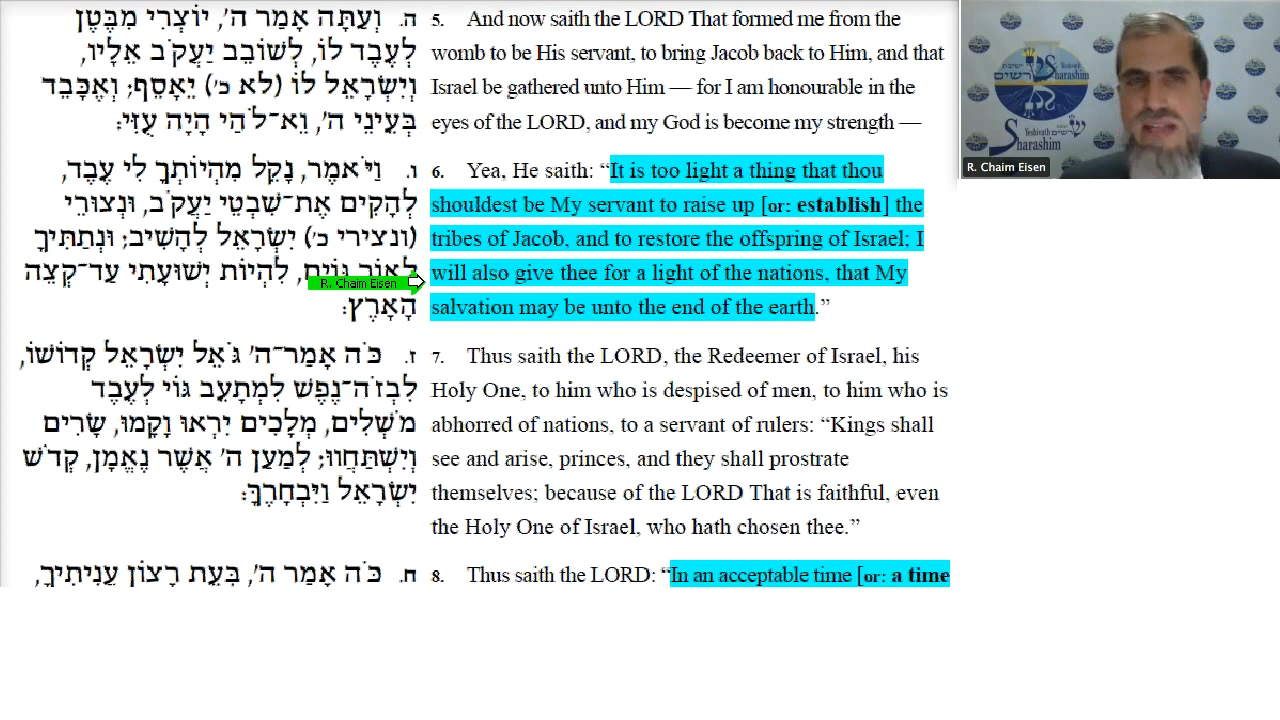 ה. וְעַתָּה אָמַר ה', יוֹצְרִי מִבֶּטֶן
לְעֶבֶד לוֹ, לְשׁוֹבֵב יַעֲקֹב אֵלָיו,
וְיִשְׂרָאֵל לוֹ (לא כ') יֵאָסֵף; וְאֶכָּבֵד
בְּעֵינֵי ה', וֵא־לֹהַי הָיָה עֻזִּי:
5. And now saith the LORD That formed me from the
womb to be His servant, to bring Jacob back to Him, and that
Israel be gathered unto Him — for I am honourable in the
eyes of the LORD, and my God is become my strength —
ו. וַיֹּאמֶר, נָקֵל מִהְיוֹתְךָ לִי עֶבֶד,
לְהָקִים אֶת־שִׁבְטֵי יַעֲקֹב, וּנְצוּרֵי
(ונצירי כ') יִשְׂרָאֵל לְהָשִׁיב; וּנְתַתִּיךָ
לְאוֹר גּוֹיִם, לִהְיוֹת יְשׁוּעָתִי עַד־קְצֵה
הָאָרֶץ:
R. Chaim Eisen
6. Yea, He saith: “It is too light a thing that thou
shouldest be My servant to raise up [or: establish] the
tribes of Jacob, and to restore the offspring of Israel; I
will also give thee for a light of the nations, that My
salvation may be unto the end of the earth.”
ז. כֹּה אָמַר־ה' גֹּאֵל יִשְׂרָאֵל קְדוֹשׁוֹ,
לִבְזֹה־נֶפֶשׁ לִמְתָעֵב גּוֹי לְעֶבֶד
מֹשְׁלִים, מְלָכִים יִרְאוּ וָקָמוּ, שָׂרִים
וְיִשְׁתַּחֲווּ; לְמַעַן ה' אֲשֶׁר נֶאֱמָן, קְדֹשׁ
יִשְׂרָאֵל וַיִּבְחָרֶךָּ:
7. Thus saith the LORD, the Redeemer of Israel, his
Holy One, to him who is despised of men, to him who is
abhorred of nations, to a servant of rulers: “Kings shall
see and arise, princes, and they shall prostrate
themselves; because of the LORD That is faithful, even
the Holy One of Israel, who hath chosen thee.”
ח. כֹּה אָמַר ה', בְּעֵת רָצוֹן עֲנִיתִיךָ,
8. Thus saith the LORD: “In an acceptable time [or: a time
Yeshivath
Sharashim
ישיבת
שרשים
Yeshivath
Sharashim
R. Chaim Eisen